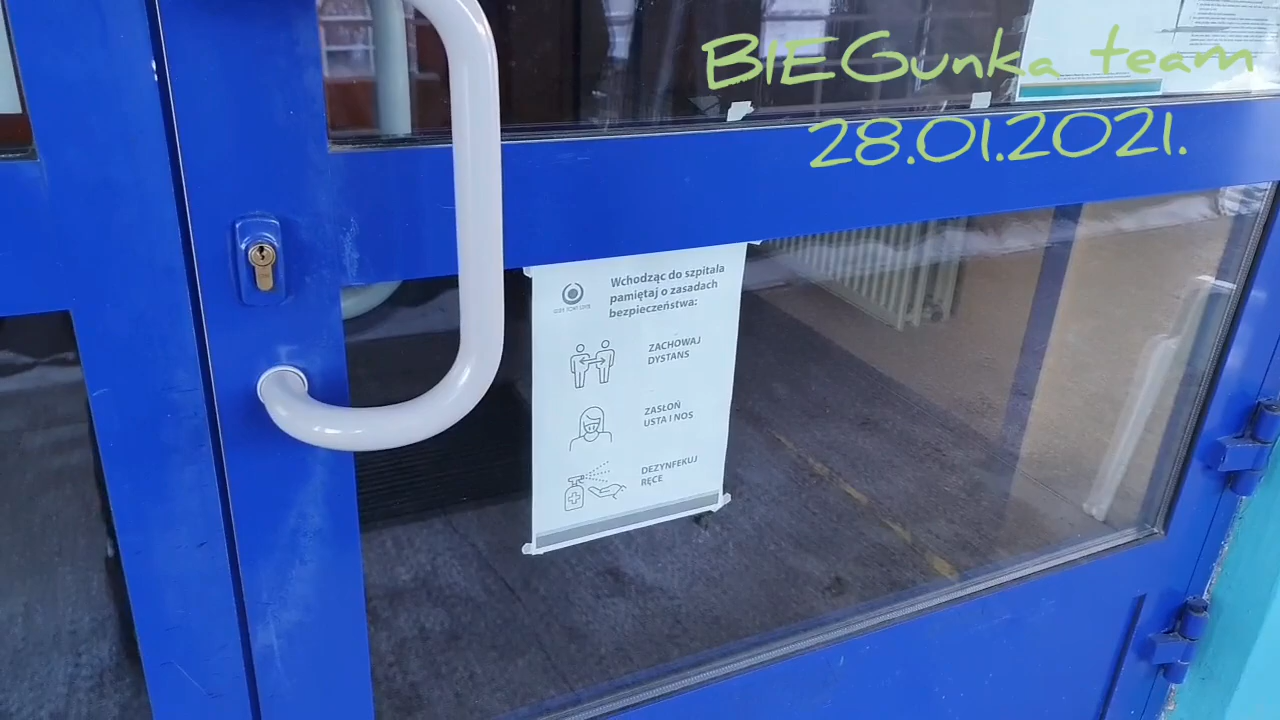 BIEGunka team
28.01.2021.
Wchodząc do szpitala
pamiętaj o zasadach
bezpieczeństwa:
ZACHOWAJ
DYSTANS
ZASŁOŃ
USTA I NOS
DEZYNFEKUJ
RĘCE